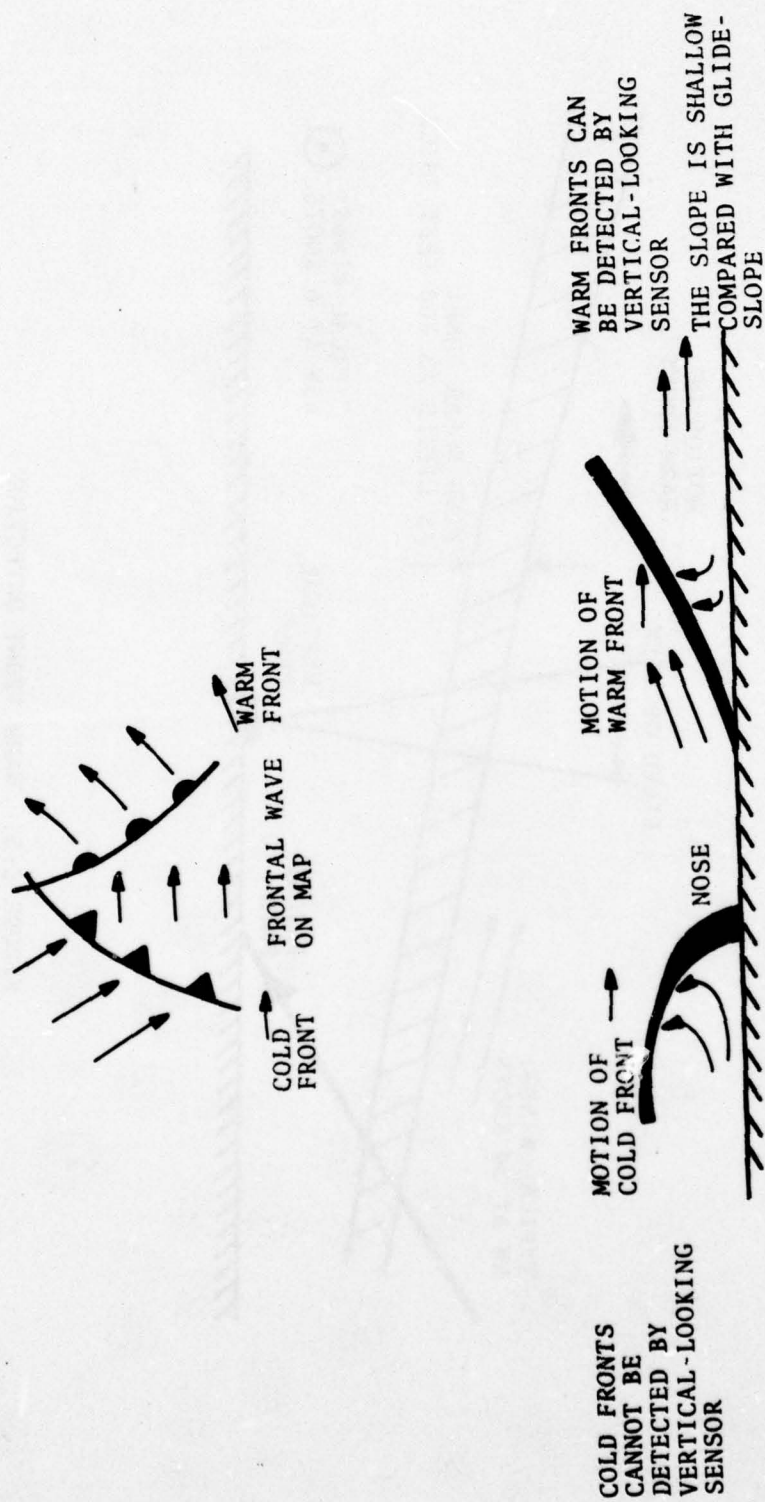 WARM
FRONT
FRONTAL WAVE
ON MAP
COLD
FRONT
COLD FRONTS
CANNOT BE
DETECTED BY
VERTICAL-LOOKING
SENSOR
MOTION OF
COLD FRONT
NOSE
MOTION OF
WARM FRONT
WARM FRONTS CAN
BE DETECTED BY
VERTICAL-LOOKING
SENSOR
THE SLOPE IS SHALLOW
COMPARED WITH GLIDE-
SLOPE